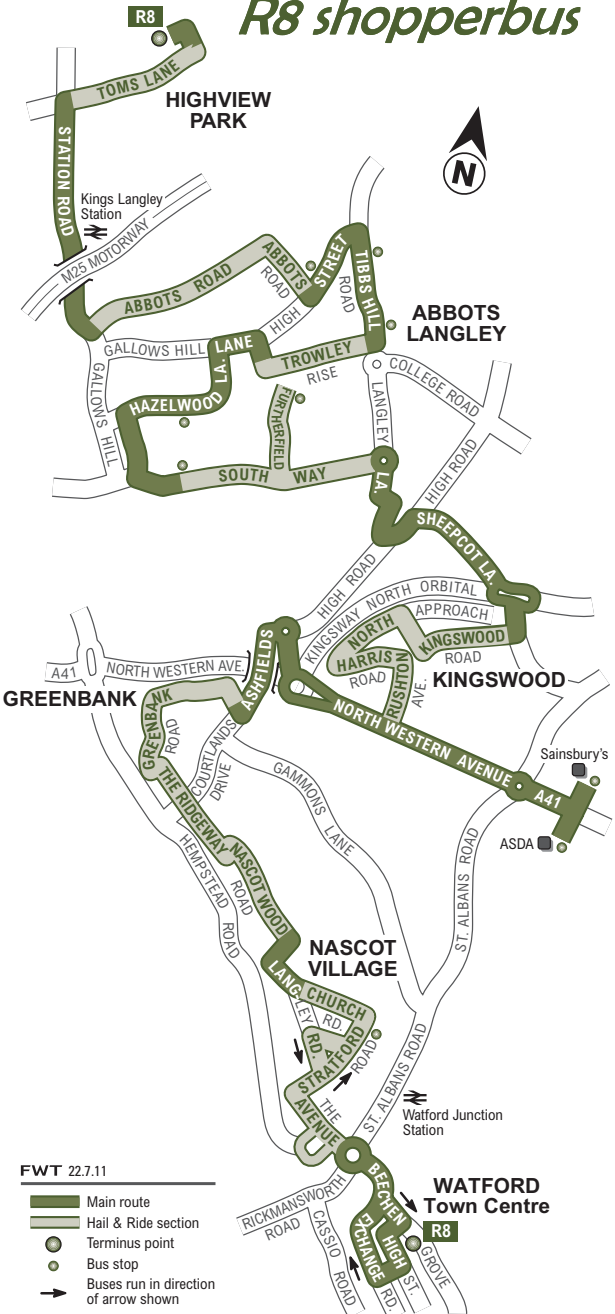 R8 shopperbus
R8
TOMS LANE
HIGHVIEW
PARK
STATION ROAD
N
Kings Langley
Station
M25 MOTORWAY
ABBOTS ROAD
ABBOTS
ROAD
HIGH
STREET
TIBBS HILL
ROAD
ABBOTS
LANGLEY
GALLOWS HILL
LANE
LA.
TROWLEY
RISE
COLLEGE ROAD
GALLOWS HILL
HAZELWOOD
FURTHERFIELD
LANGLEY
LA.
SOUTH WAY
HIGH ROAD
SHEEPCOT LA.
HIGH ROAD
KINGSWAY NORTH ORBITAL
APPROACH
NORTH
KINGSWOOD
ROAD
HARRIS
ROAD
RUSHTON
AVE.
KINGSWOOD
A41
NORTH WESTERN AVE.
ASHFIELDS
GREENBANK
GREENBANK
ROAD
NORTH WESTERN AVENUE
A41
Sainsbury's
ASDA
COURTLANDS
DRIVE
GAMMONS LANE
THE RIDGEWAY
HEMPSTEAD ROAD
NASCOT WOOD
ROAD
ST. ALBANS ROAD
NASCOT
VILLAGE
LANGLEY
RD.
CHURCH
RD.
STRATFORD
ROAD
THE
AVENUE
ST. ALBANS ROAD
Watford Junction
Station
WATFORD
Town Centre
R8
BEECHEN
GROVE
RICKMANSWORTH
ROAD
CASSIO ROAD
EXCHANGE
RD.
HIGH
ST.
FWT 22.7.11
Main route
Hail & Ride section
Terminus point
Bus stop
Buses run in direction
of arrow shown